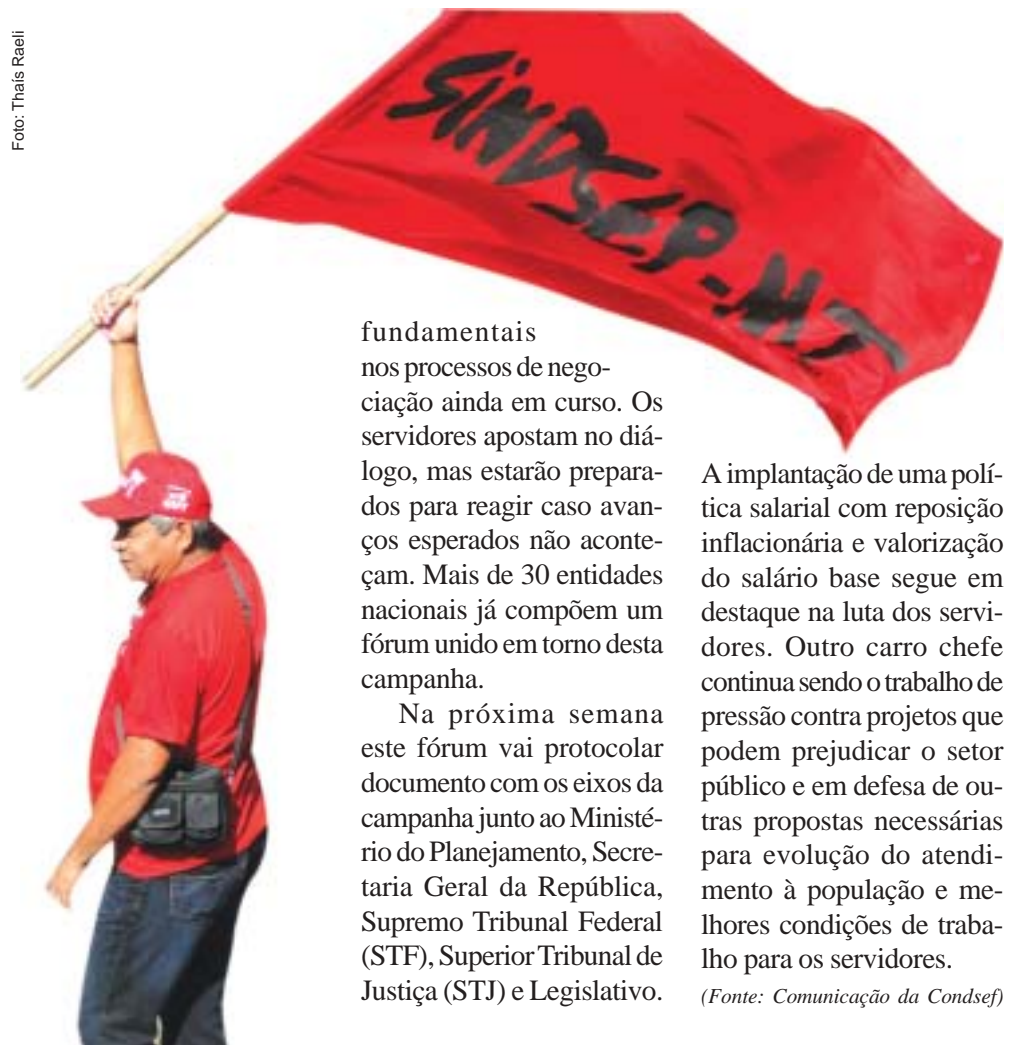 Foto: Thaís Raeli
SINDSEP-MT
fundamentais
nos processos de nego-
ciação ainda em curso. Os
servidores apostam no diá-
logo, mas estarão prepara-
dos para reagir caso avan-
ços esperados não aconte-
çam. Mais de 30 entidades
nacionais já compõem um
fórum unido em torno desta
campanha.
Na próxima semana
este fórum vai protocolar
documento com os eixos da
campanha junto ao Ministé-
rio do Planejamento, Secre-
taria Geral da República,
Supremo Tribunal Federal
(STF), Superior Tribunal de
Justiça (STJ) e Legislativo.
A implantação de uma polí-
tica salarial com reposição
inflacionária e valorização
do salário base segue em
destaque na luta dos servi-
dores. Outro carro chefe
continua sendo o trabalho de
pressão contra projetos que
podem prejudicar o setor
público e em defesa de ou-
tras propostas necessárias
para evolução do atendi-
mento à população e me-
lhores condições de traba-
lho para os servidores.
(Fonte: Comunicação da Condsef)